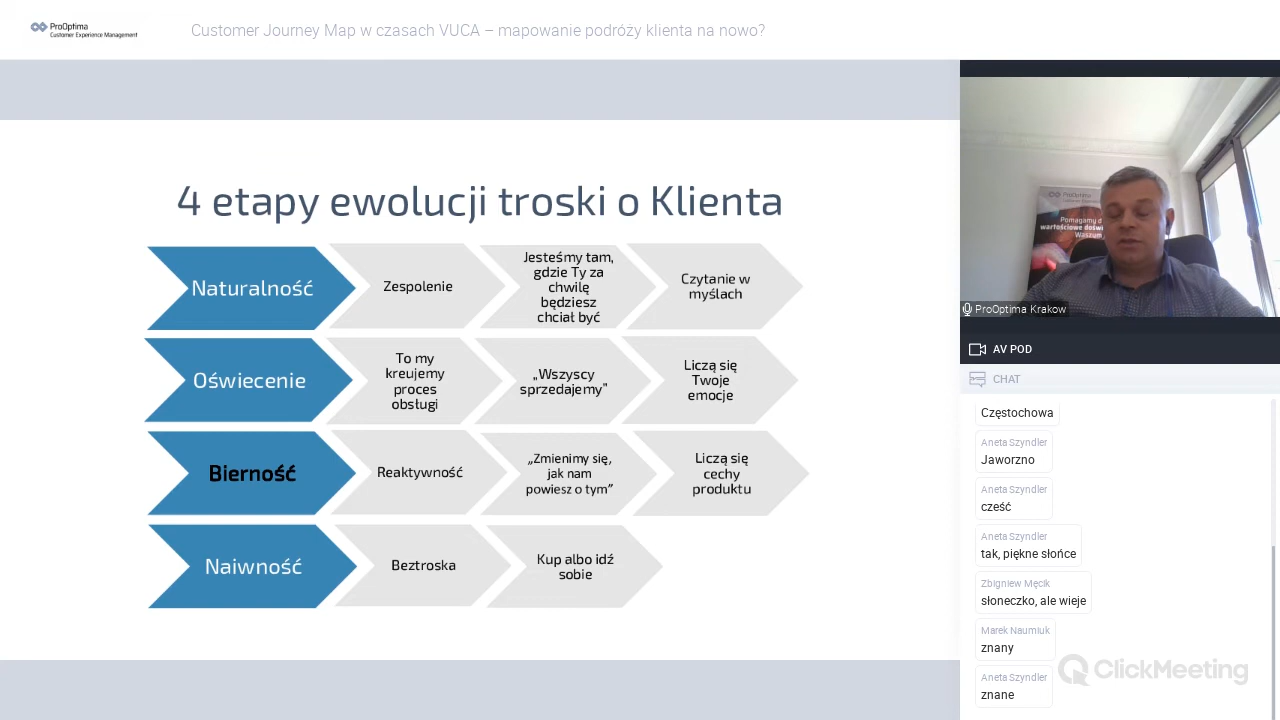 ProOptima
Customer Experience Management
Customer Journey Map w czasach VUCA – mapowanie podróży klienta na nowo?
4 etapy ewolucji troski o Klienta
Naturalność
Zespolenie
Jesteśmy tam,
gdzie Ty za
chwilę
będziesz
chciał być
Czytanie w
myślach
Oświecenie
To my
kreujemy
proces
obsługi
„Wszyscy
sprzedajemy”
Liczą się
Twoje
emocje
Bierność
Reaktywność
„Zmienimy się,
jak nam
powiesz o tym”
Liczą się
cechy
produktu
Naiwność
Beztroska
Kup albo idź
sobie
ProOptima
Pomagamy
wartościowe
Waszym
ProOptima Krakow
AV POD
CHAT
Częstochowa
Aneta Szyndler
Jaworzno
Aneta Szyndler
cześć
Aneta Szyndler
tak, piękne słońce
Zbigniew Męcik
słoneczko, ale wieje
Marek Naumiuk
znany
Aneta Szyndler
znane
ClickMeeting